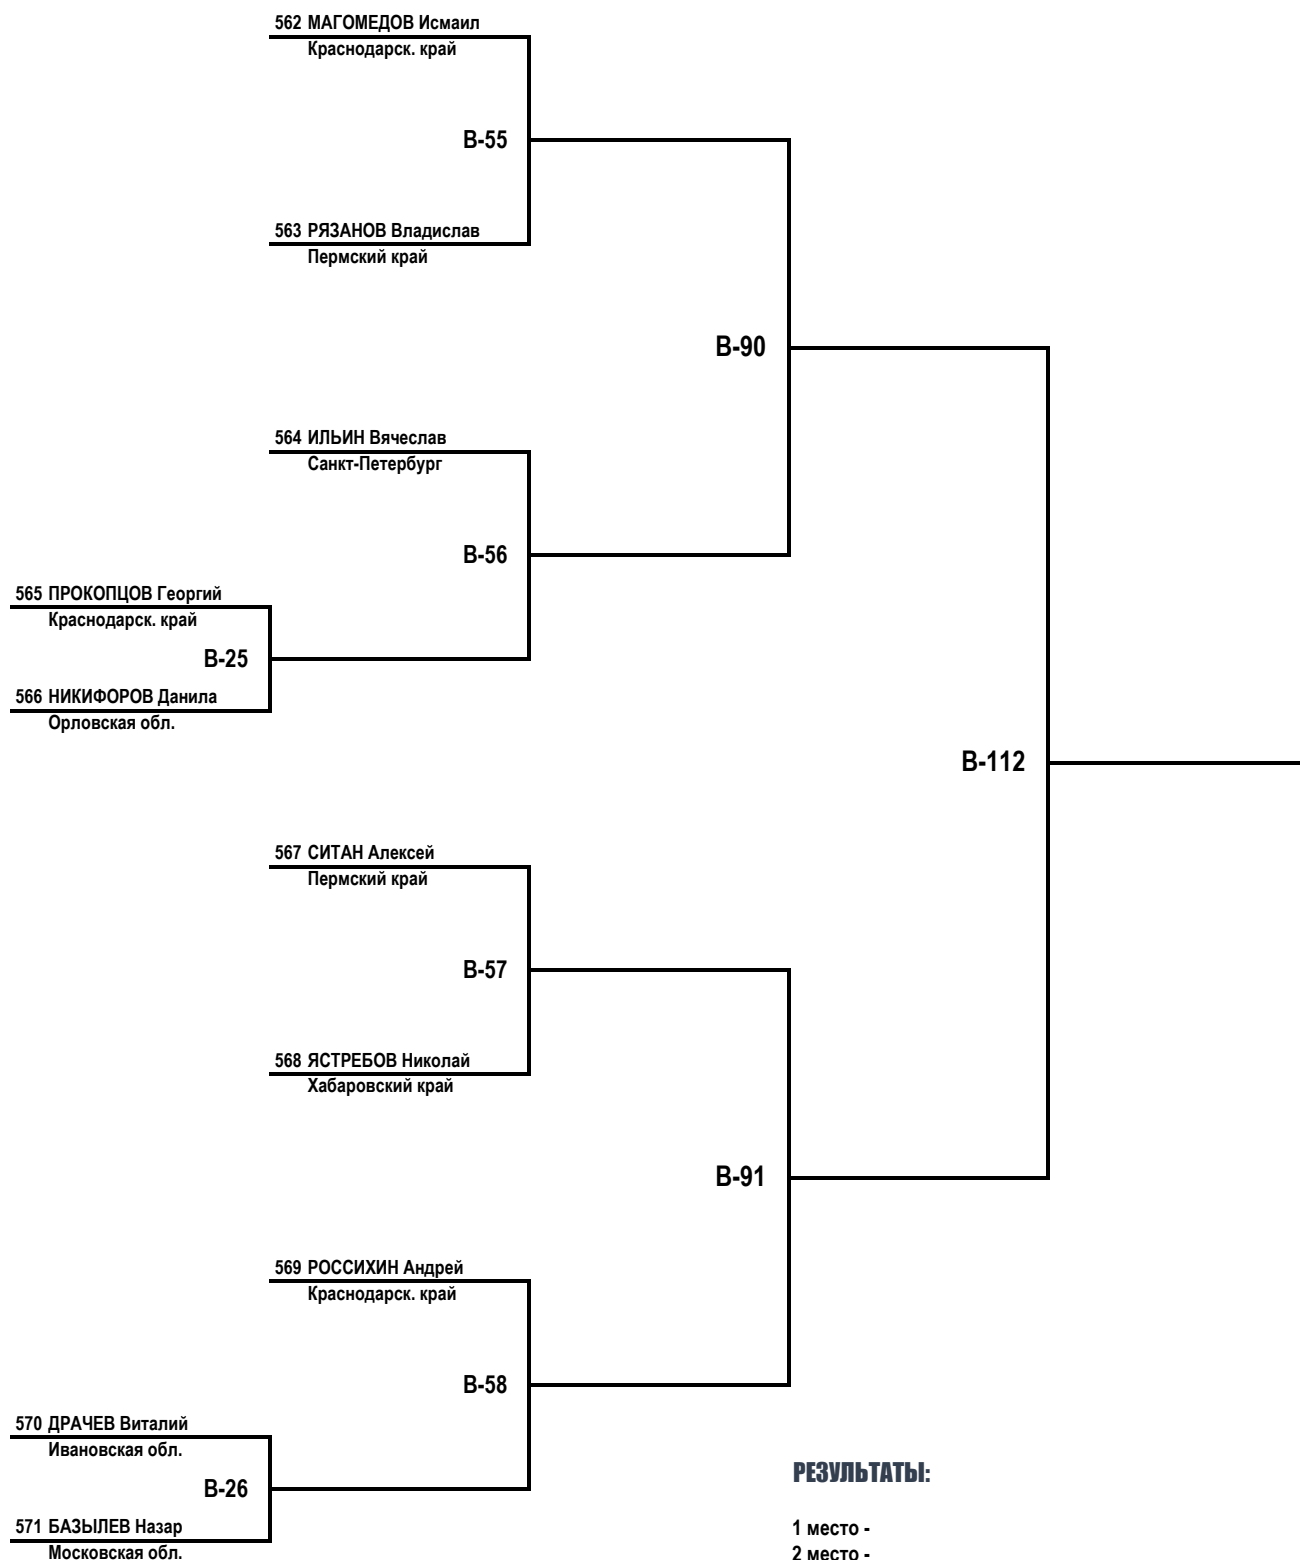 562 МАГОМЕДОВ Исмаил
Краснодарск. край
В-55
563 РЯЗАНОВ Владислав
Пермский край
В-90
564 ИЛЬИН Вячеслав
Санкт-Петербург
В-56
565 ПРОКОПЦОВ Георгий
Краснодарск. край
В-25
566 НИКИФОРОВ Данила
Орловская обл.
В-112
567 СИТАН Алексей
Пермский край
В-57
568 ЯСТРЕБОВ Николай
Хабаровский край
В-91
569 РОССИХИН Андрей
Краснодарск. край
В-58
570 ДРАЧЕВ Виталий
Ивановская обл.
В-26
571 БАЗЫЛЕВ Назар
Московская обл.
РЕЗУЛЬТАТЫ:
1 место -
2 место -